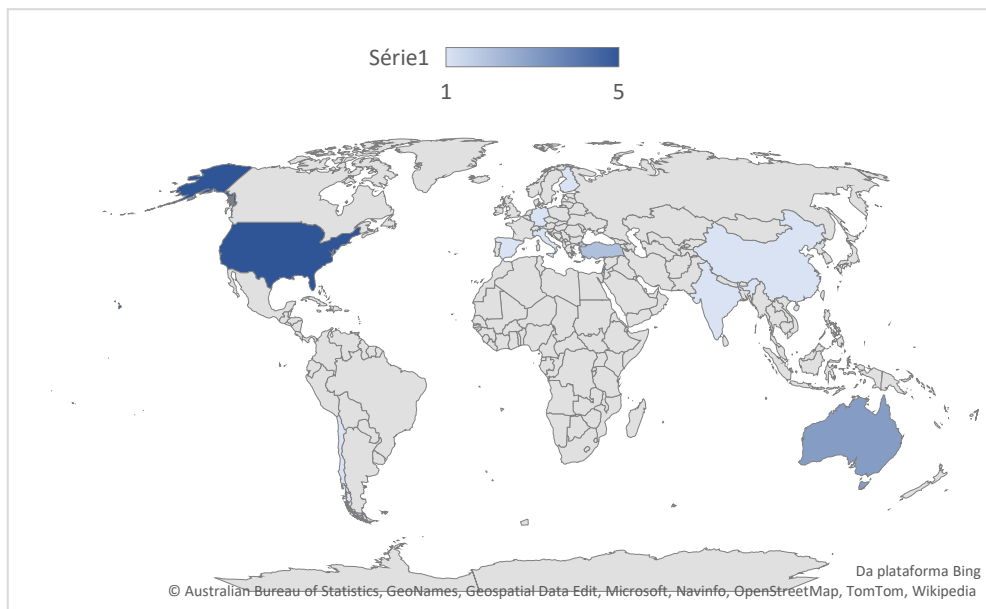 Série1
1 5
Da plataforma Bing
© Australian Bureau of Statistics, GeoNames, Geospatial Data Edit, Microsoft, Navinfo, OpenStreetMap, TomTom, Wikipedia